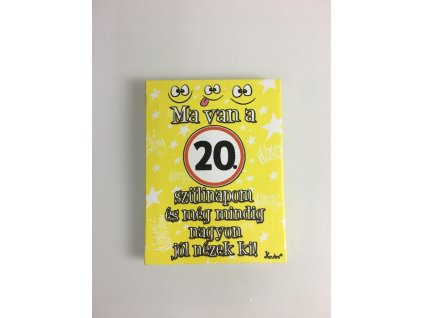 Ma van a
20.
szülinapom
és még mindig
nagyon
jól nézek ki!